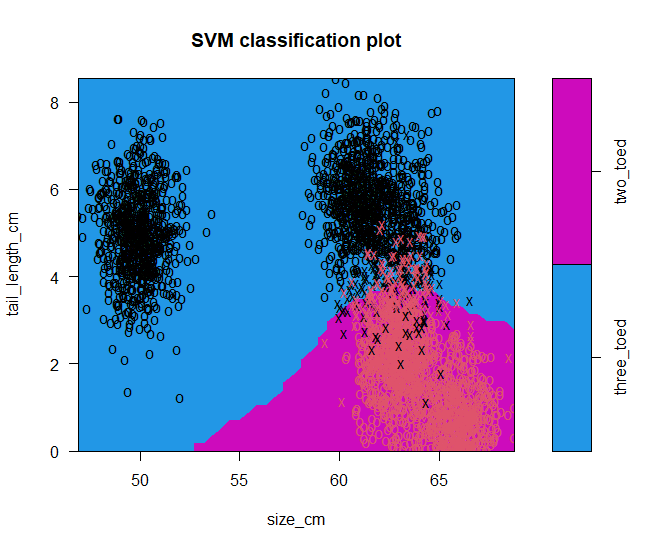 SVM classification plot
8
6
4
2
0
tail_length_cm
50
55
60
65
size_cm
two_toed
three_toed